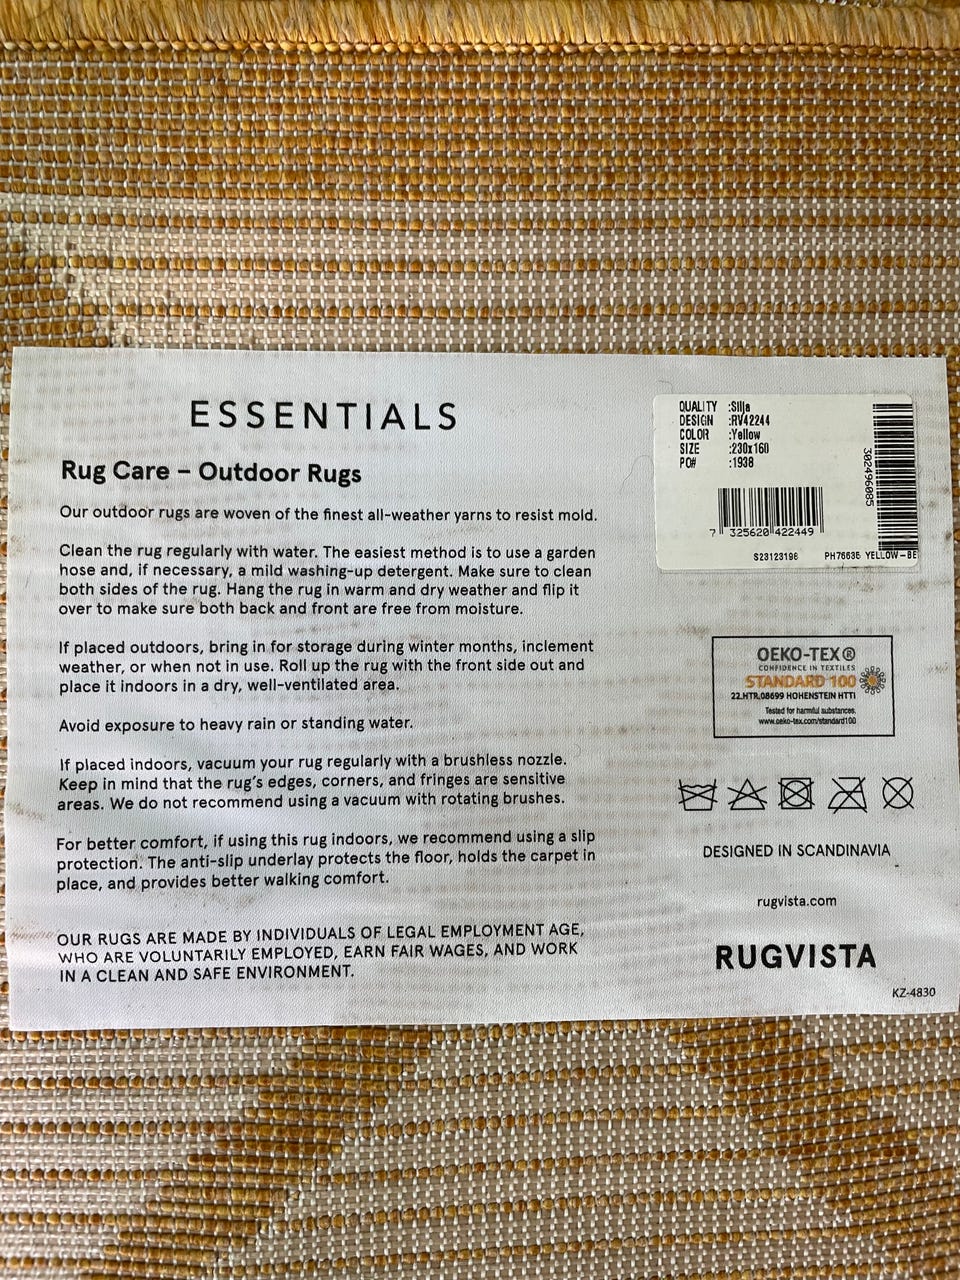 ESSENTIALS
Rug Care – Outdoor Rugs
Our outdoor rugs are woven of the finest all-weather yarns to resist mold.
Clean the rug regularly with water. The easiest method is to use a garden
hose and, if necessary, a mild washing-up detergent. Make sure to clean
both sides of the rug. Hang the rug in warm and dry weather and flip it
over to make sure both back and front are free from moisture.
If placed outdoors, bring in for storage during winter months, inclement
weather, or when not in use. Roll up the rug with the front side out and
place it indoors in a dry, well-ventilated area.
Avoid exposure to heavy rain or standing water.
If placed indoors, vacuum your rug regularly with a brushless nozzle.
Keep in mind that the rug's edges, corners, and fringes are sensitive
areas. We do not recommend using a vacuum with rotating brushes.
For better comfort, if using this rug indoors, we recommend using a slip
protection. The anti-slip underlay protects the floor, holds the carpet in
place, and provides better walking comfort.
OUR RUGS ARE MADE BY INDIVIDUALS OF LEGAL EMPLOYMENT AGE,
WHO ARE VOLUNTARILY EMPLOYED, EARN FAIR WAGES, AND WORK
IN A CLEAN AND SAFE ENVIRONMENT.
QUALITY :Silja
DESIGN :RV42244
COLOR :Yellow
SIZE :230x160
PO# :1938
302496085
7 325620 422449
S23123196 PH76636 YELLOW-BE
OEKO-TEX®
CONFIDENCE IN TEXTILES
STANDARD 100
22.HTR.08699 HOHENSTEIN HTTI
Tested for harmful substances.
www.oeko-tex.com/standard100
DESIGNED IN SCANDINAVIA
rugvista.com
RUGVISTA
KZ-4830